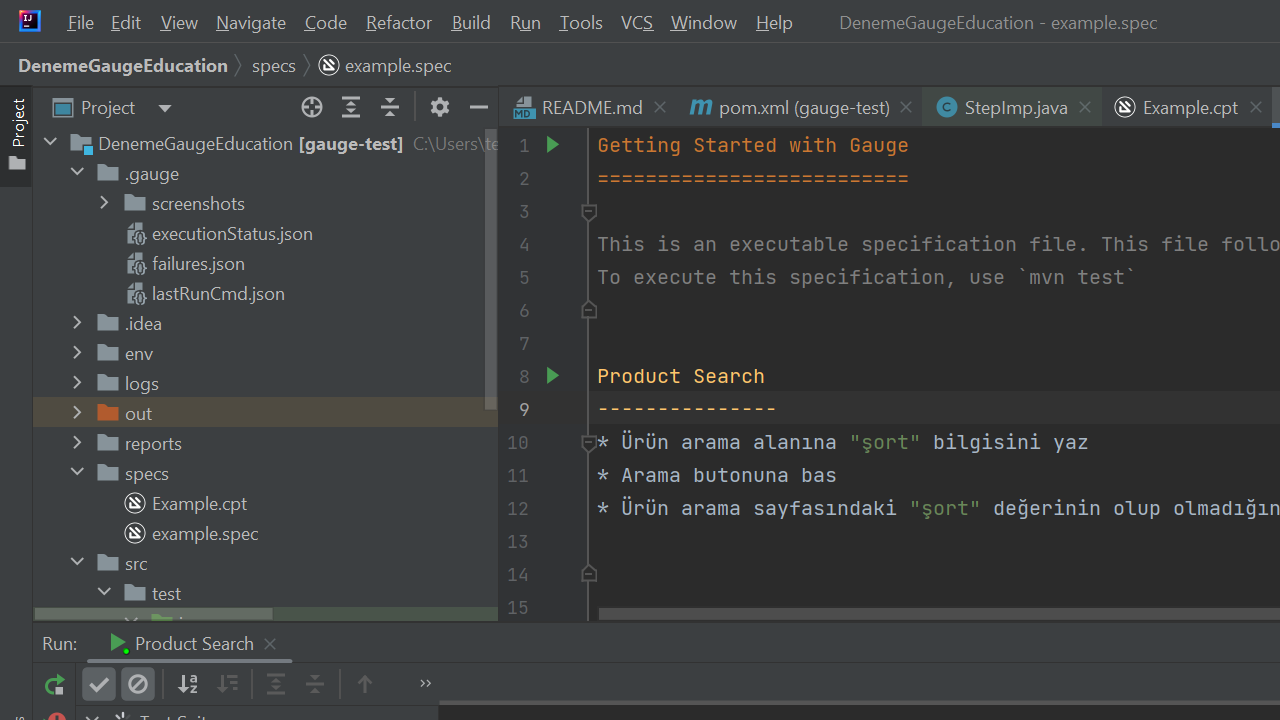 File Edit View Navigate Code Refactor Build Run Tools VCS Window Help DenemeGaugeEducation - example.spec
DenemeGaugeEducation specs example.spec
Project
Project
README.md pom.xml (gauge-test) StepImp.java Example.cpt
DenemeGaugeEducation [gauge-test] C:\Users\te
.gauge
screenshots
executionStatus.json
failures.json
lastRunCmd.json
.idea
env
logs
out
reports
specs
Example.cpt
example.spec
src
test
1 Getting Started with Gauge
2 ==========================
3
4 This is an executable specification file. This file follo
5 To execute this specification, use `mvn test`
6
7
8 Product Search
9 ---------------
10 * Ürün arama alanına "şort" bilgisini yaz
11 * Arama butonuna bas
12 * Ürün arama sayfasındaki "şort" değerinin olup olmadığın
13
14
15
Run: Product Search